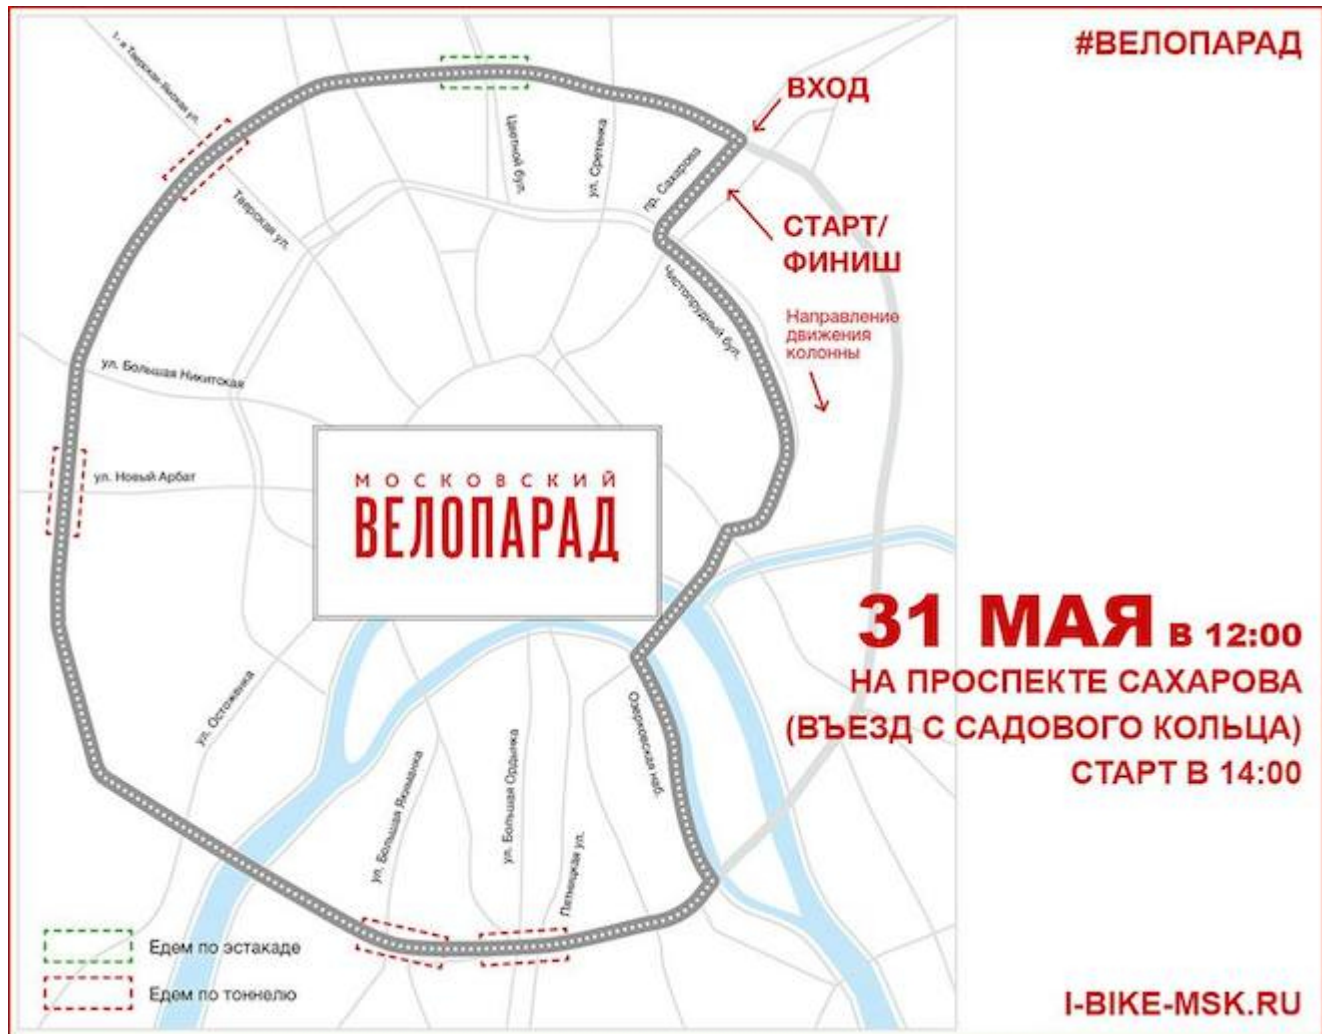 #ВЕЛОПАРАД
ВХОД
СТАРТ/
ФИНИШ
Направление
движения
колонны
1-я Тверская-Ямская ул.
Тверская ул.
Цветной бул.
ул. Сретенка
пр. Сахарова
Чистопрудный бул.
ул. Большая Никитская
ул. Новый Арбат
МОСКОВСКИЙ
ВЕЛОПАРАД
31 МАЯ В 12:00
НА ПРОСПЕКТЕ САХАРОВА
(ВЪЕЗД С САДОВОГО КОЛЬЦА)
СТАРТ В 14:00
ул. Остоженка
ул. Большая Якиманка
ул. Большая Ордынка
Пятницкая ул.
Озерковская наб.
Едем по эстакаде
Едем по тоннелю
I-BIKE-MSK.RU